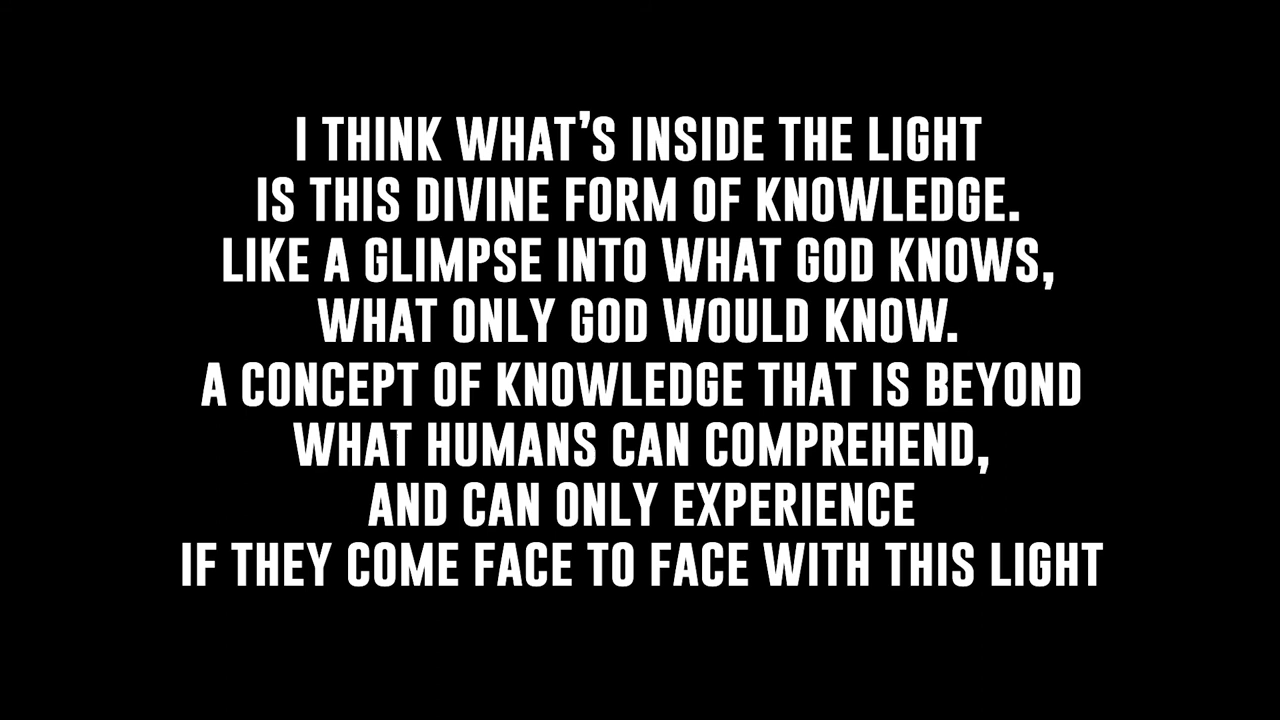 I THINK WHAT'S INSIDE THE LIGHT
IS THIS DIVINE FORM OF KNOWLEDGE.
LIKE A GLIMPSE INTO WHAT GOD KNOWS,
WHAT ONLY GOD WOULD KNOW.
A CONCEPT OF KNOWLEDGE THAT IS BEYOND
WHAT HUMANS CAN COMPREHEND,
AND CAN ONLY EXPERIENCE
IF THEY COME FACE TO FACE WITH THIS LIGHT